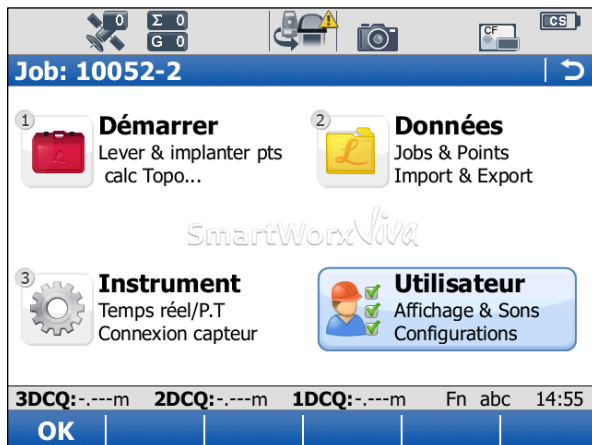 0
Σ 0
G 0
CF
CS
Job: 10052-2
1
Démarrer
Lever & implanter pts
calc Topo...
2
Données
Jobs & Points
Import & Export
SmartWorx Viva
3
Instrument
Temps réel/P.T
Connexion capteur
Utilisateur
Affichage & Sons
Configurations
3DCQ:-.---m 2DCQ:-.---m 1DCQ:-.---m Fn abc 14:55
OK